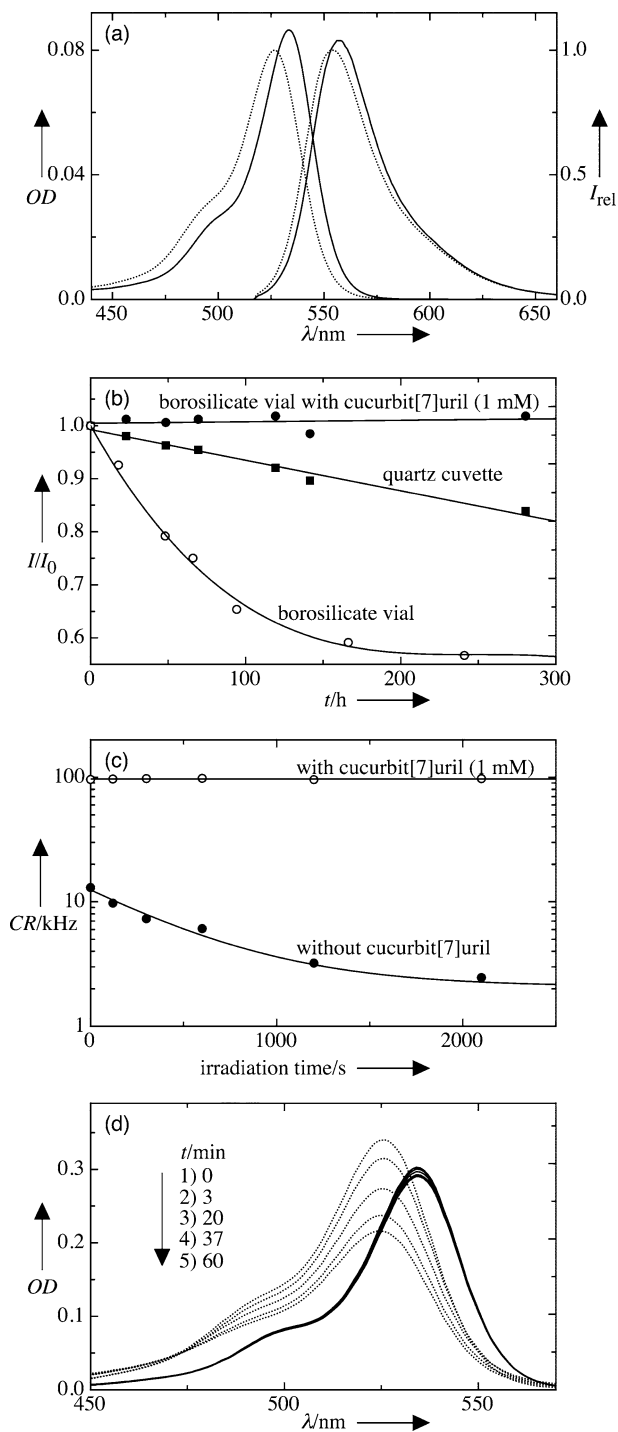 (a)
0.08
0.04
0.0
OD
1.0
0.5
0.0
I rel
450 500 550 600 650
λ/nm
(b)
borosilicate vial with cucurbit[7]uril (1 mM)
quartz cuvette
borosilicate vial
1.0
0.9
0.8
0.7
0.6
I/I0
0 100 200 300
t/h
(c)
with cucurbit[7]uril (1 mM)
without cucurbit[7]uril
100
10
1
CR/kHz
0 1000 2000
irradiation time/s
(d)
t/min
1) 0
2) 3
3) 20
4) 37
5) 60
0.3
0.2
0.1
0.0
OD
450 500 550
λ/nm